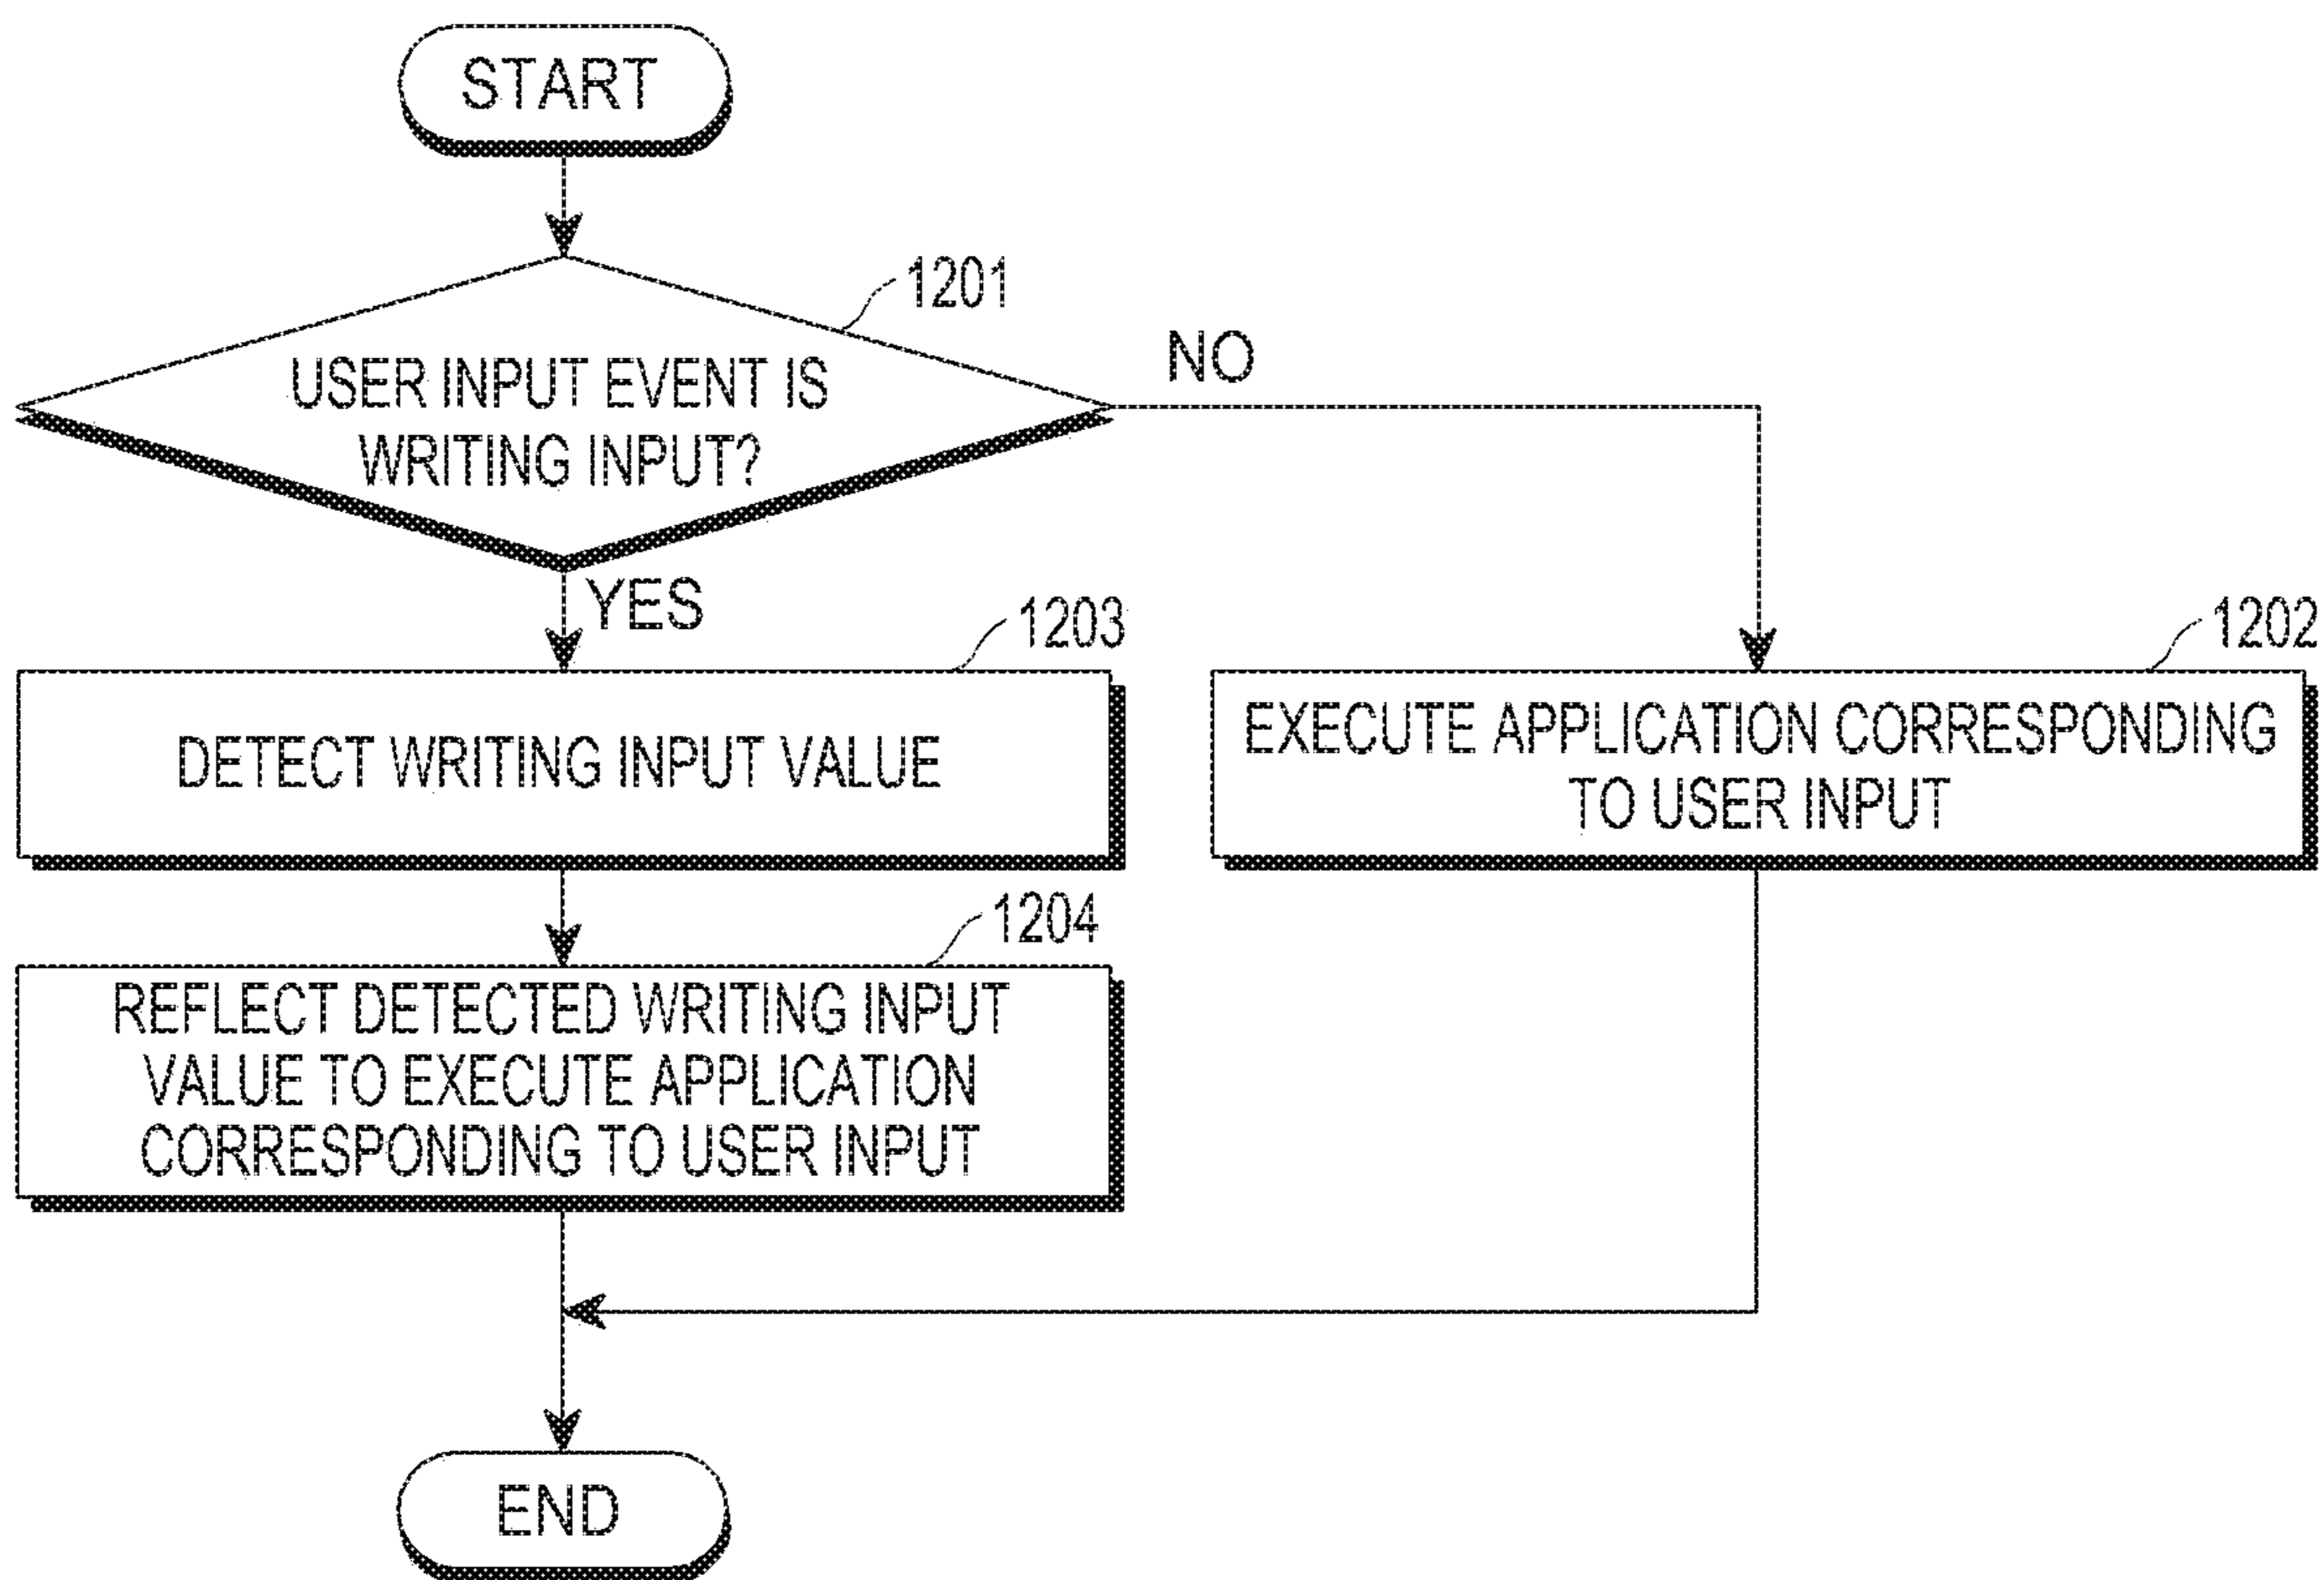 START
1201
USER INPUT EVENT IS
WRITING INPUT?
NO
YES
1203
DETECT WRITING INPUT VALUE
1202
EXECUTE APPLICATION CORRESPONDING
TO USER INPUT
1204
REFLECT DETECTED WRITING INPUT
VALUE TO EXECUTE APPLICATION
CORRESPONDING TO USER INPUT
END